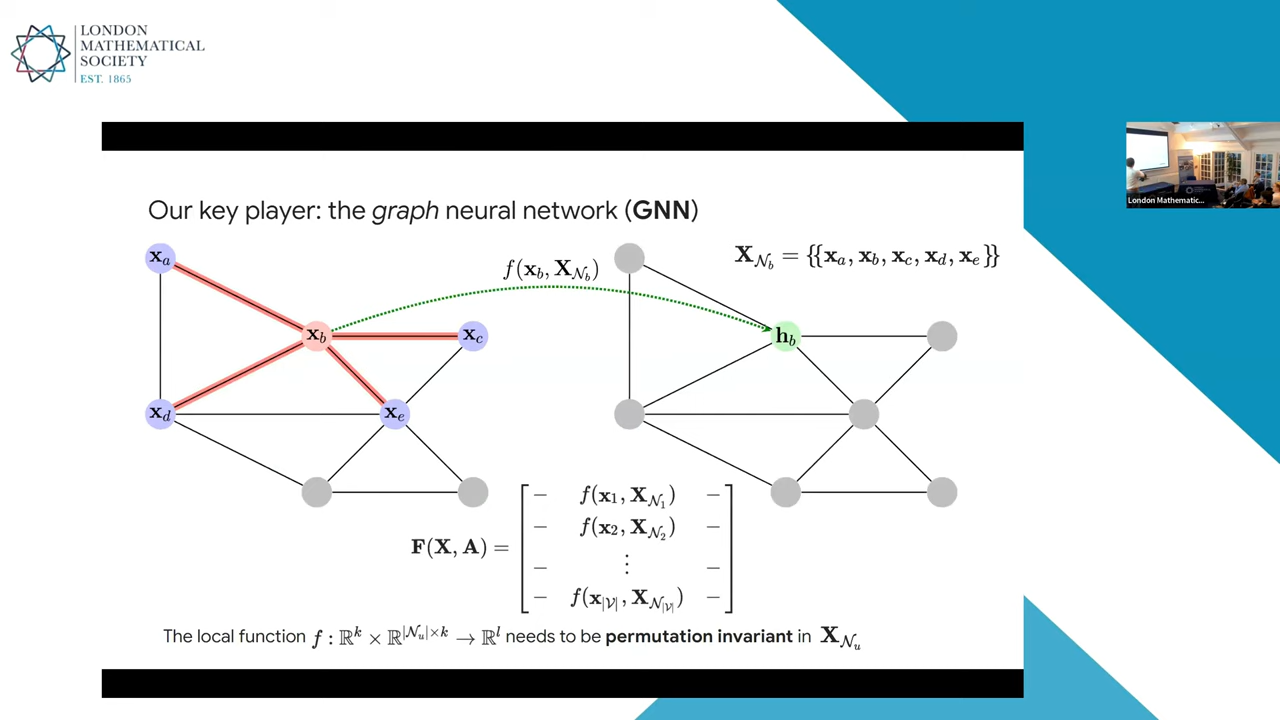 LONDON
MATHEMATICAL
SOCIETY
EST. 1865
London Mathematic...
Our key player: the graph neural network (GNN)
x_a
x_b
x_c
x_d
x_e
f(x_b, X_{N_b})
h_b
X_{N_b} = {{x_a, x_b, x_c, x_d, x_e}}
F(X, A) =
– f(x_1, X_{N_1}) –
– f(x_2, X_{N_2}) –
– ⋮ –
– f(x_{|V|}, X_{N_{|V|}}) –
The local function f : ℝ^k × ℝ^{|N_u|×k} → ℝ^l needs to be permutation invariant in X_{N_u}